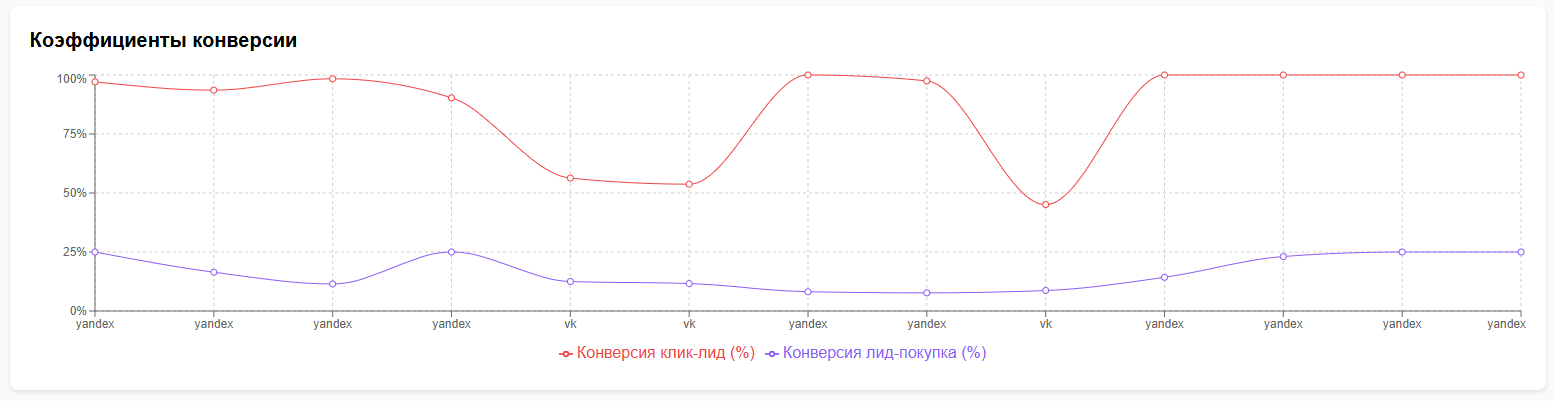 Коэффициенты конверсии
100%
75%
50%
25%
0%
yandex yandex yandex yandex vk vk yandex yandex vk yandex yandex yandex yandex
Конверсия клик-лид (%) Конверсия лид-покупка (%)